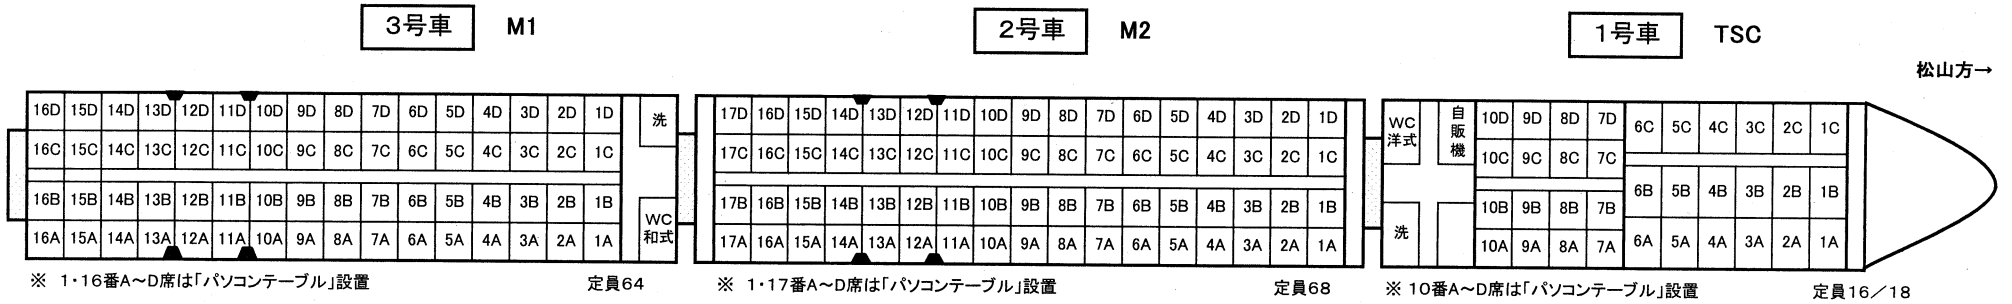 3号車 M1 2号車 M2 1号車 TSC
松山方→
16D 15D 14D 13D 12D 11D 10D 9D 8D 7D 6D 5D 4D 3D 2D 1D 洗
16C 15C 14C 13C 12C 11C 10C 9C 8C 7C 6C 5C 4C 3C 2C 1C
16B 15B 14B 13B 12B 11B 10B 9B 8B 7B 6B 5B 4B 3B 2B 1B WC和式
16A 15A 14A 13A 12A 11A 10A 9A 8A 7A 6A 5A 4A 3A 2A 1A
※ 1・16番A～D席は「パソコンテーブル」設置 定員64
17D 16D 15D 14D 13D 12D 11D 10D 9D 8D 7D 6D 5D 4D 3D 2D 1D
17C 16C 15C 14C 13C 12C 11C 10C 9C 8C 7C 6C 5C 4C 3C 2C 1C
17B 16B 15B 14B 13B 12B 11B 10B 9B 8B 7B 6B 5B 4B 3B 2B 1B
17A 16A 15A 14A 13A 12A 11A 10A 9A 8A 7A 6A 5A 4A 3A 2A 1A
※ 1・17番A～D席は「パソコンテーブル」設置 定員68
WC洋式 自販機 10D 9D 8D 7D 6C 5C 4C 3C 2C 1C
10C 9C 8C 7C
6B 5B 4B 3B 2B 1B
洗 10B 9B 8B 7B
10A 9A 8A 7A 6A 5A 4A 3A 2A 1A
※ 10番A～D席は「パソコンテーブル」設置 定員16／18